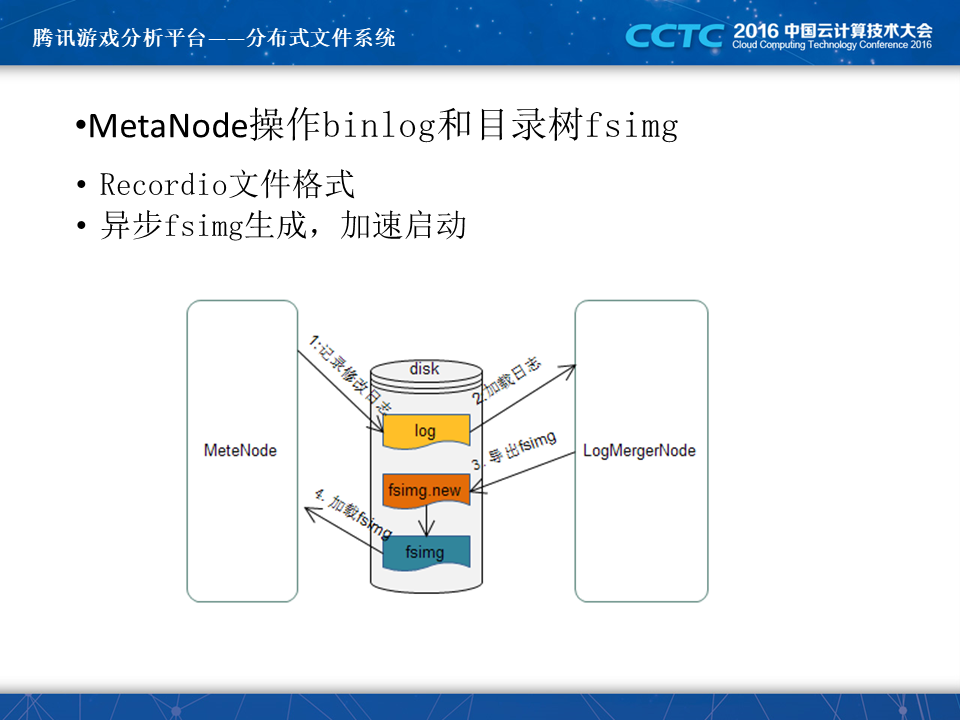 腾讯游戏分析平台——分布式文件系统
CCTC 2016 中国云计算技术大会
Cloud Computing Technology Conference 2016
•MetaNode操作binlog和目录树fsimg
• Recordio文件格式
• 异步fsimg生成，加速启动
1:记录修改日志
disk
2.加载日志
log
MeteNode
3. 导出fsimg
LogMergerNode
fsimg.new
4. 加载fsimg
fsimg